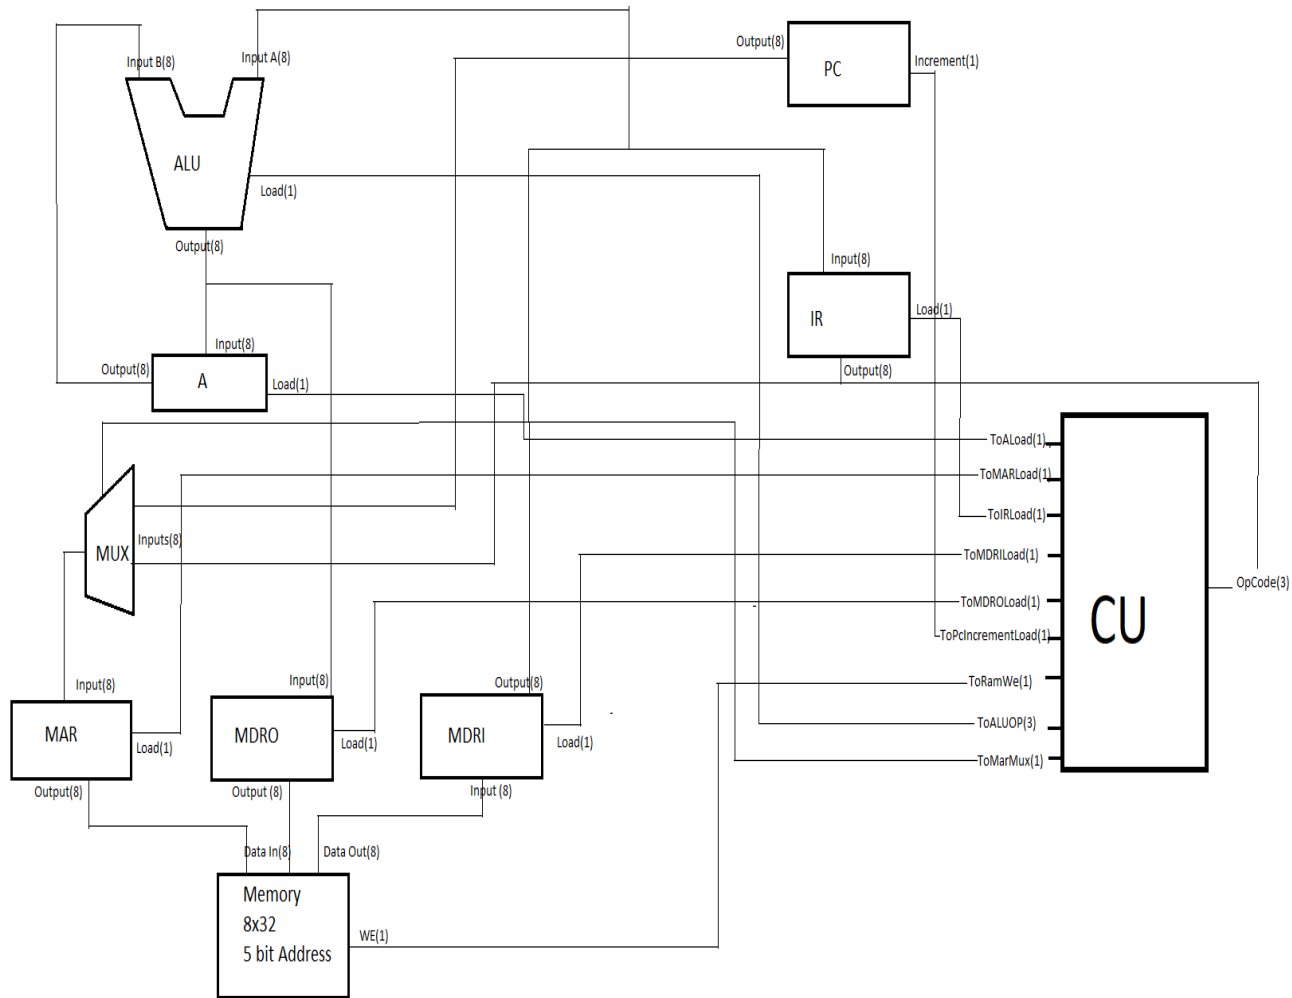 Output(8)
PC
Increment(1)
Input B(8)
Input A(8)
ALU
Load(1)
Output(8)
Input(8)
IR
Load(1)
Output(8)
Input(8)
Output(8)
A
Load(1)
ToALoad(1)
ToMARLoad(1)
ToIRLoad(1)
MUX
Inputs(8)
ToMDRILoad(1)
OpCode(3)
ToMDROLoad(1)
CU
ToPcIncrementLoad(1)
Input(8)
Input(8)
Output(8)
ToRamWe(1)
MAR
Load(1)
MDRO
Load(1)
MDRI
Load(1)
ToALUOP(3)
ToMarMux(1)
Output(8)
Output (8)
Input (8)
Data In(8)
Data Out(8)
Memory
8x32
5 bit Address
WE(1)